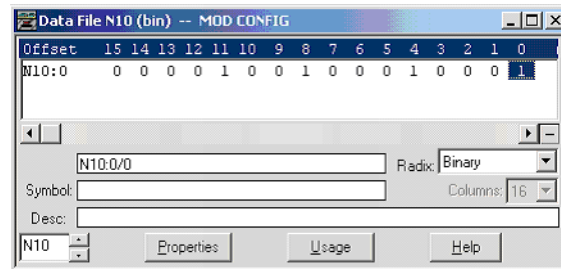 Data File N10 (bin) -- MOD CONFIG
Offset 15 14 13 12 11 10 9 8 7 6 5 4 3 2 1 0
N10:0 0 0 0 0 1 0 0 1 0 0 0 1 0 0 0 1
N10:0/0 Radix: Binary
Symbol: Columns: 16
Desc:
N10 Properties Usage Help